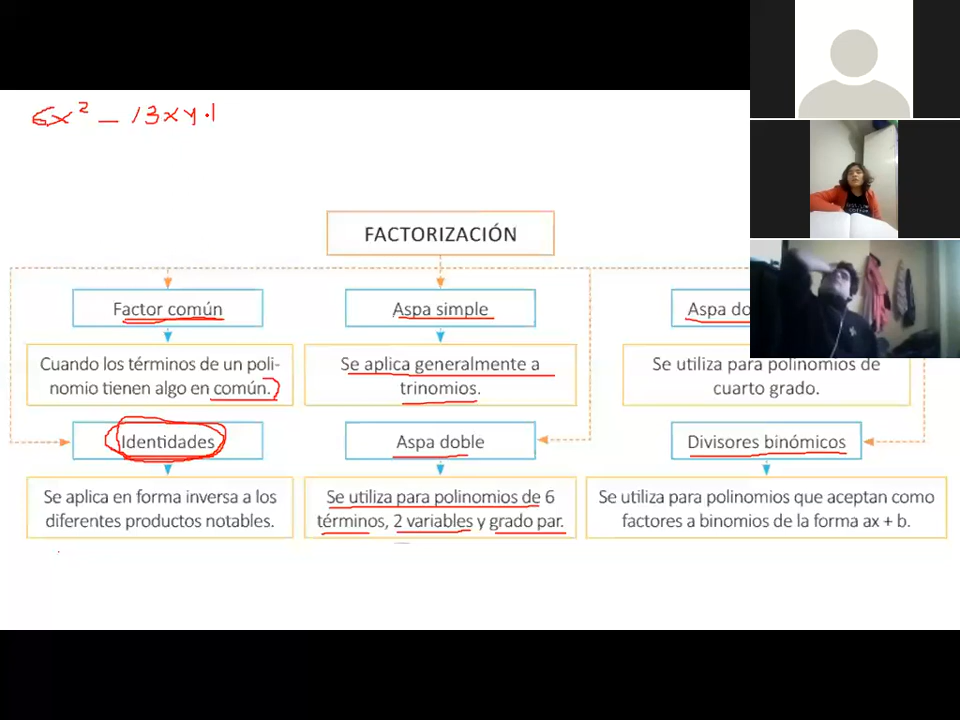 6x² - 13xy.1
FACTORIZACIÓN
Factor común
Cuando los términos de un poli-
nomio tienen algo en común.
Identidades
Se aplica en forma inversa a los
diferentes productos notables.
Aspa simple
Se aplica generalmente a
trinomios.
Aspa doble
Se utiliza para polinomios de 6
términos, 2 variables y grado par.
Aspa
Se utiliza para polinomios de
cuarto grado.
Divisores binómicos
Se utiliza para polinomios que aceptan como
factores a binomios de la forma ax + b.